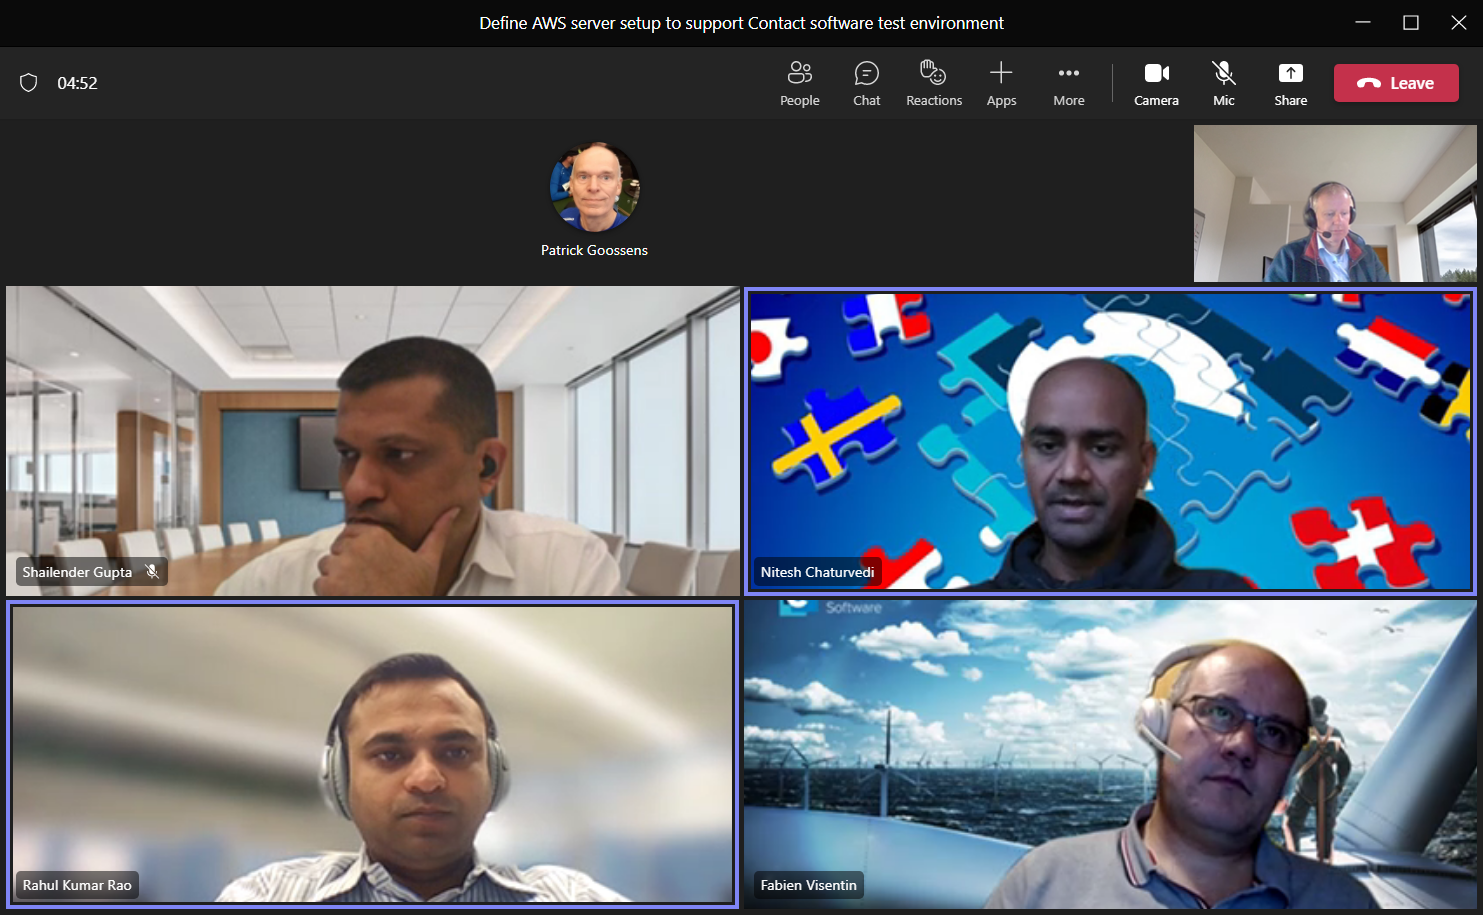 Define AWS server setup to support Contact software test environment
04:52
People
Chat
Reactions
Apps
More
Camera
Mic
Share
Leave
Patrick Goossens
Shailender Gupta
Nitesh Chaturvedi
Software
Rahul Kumar Rao
Fabien Visentin